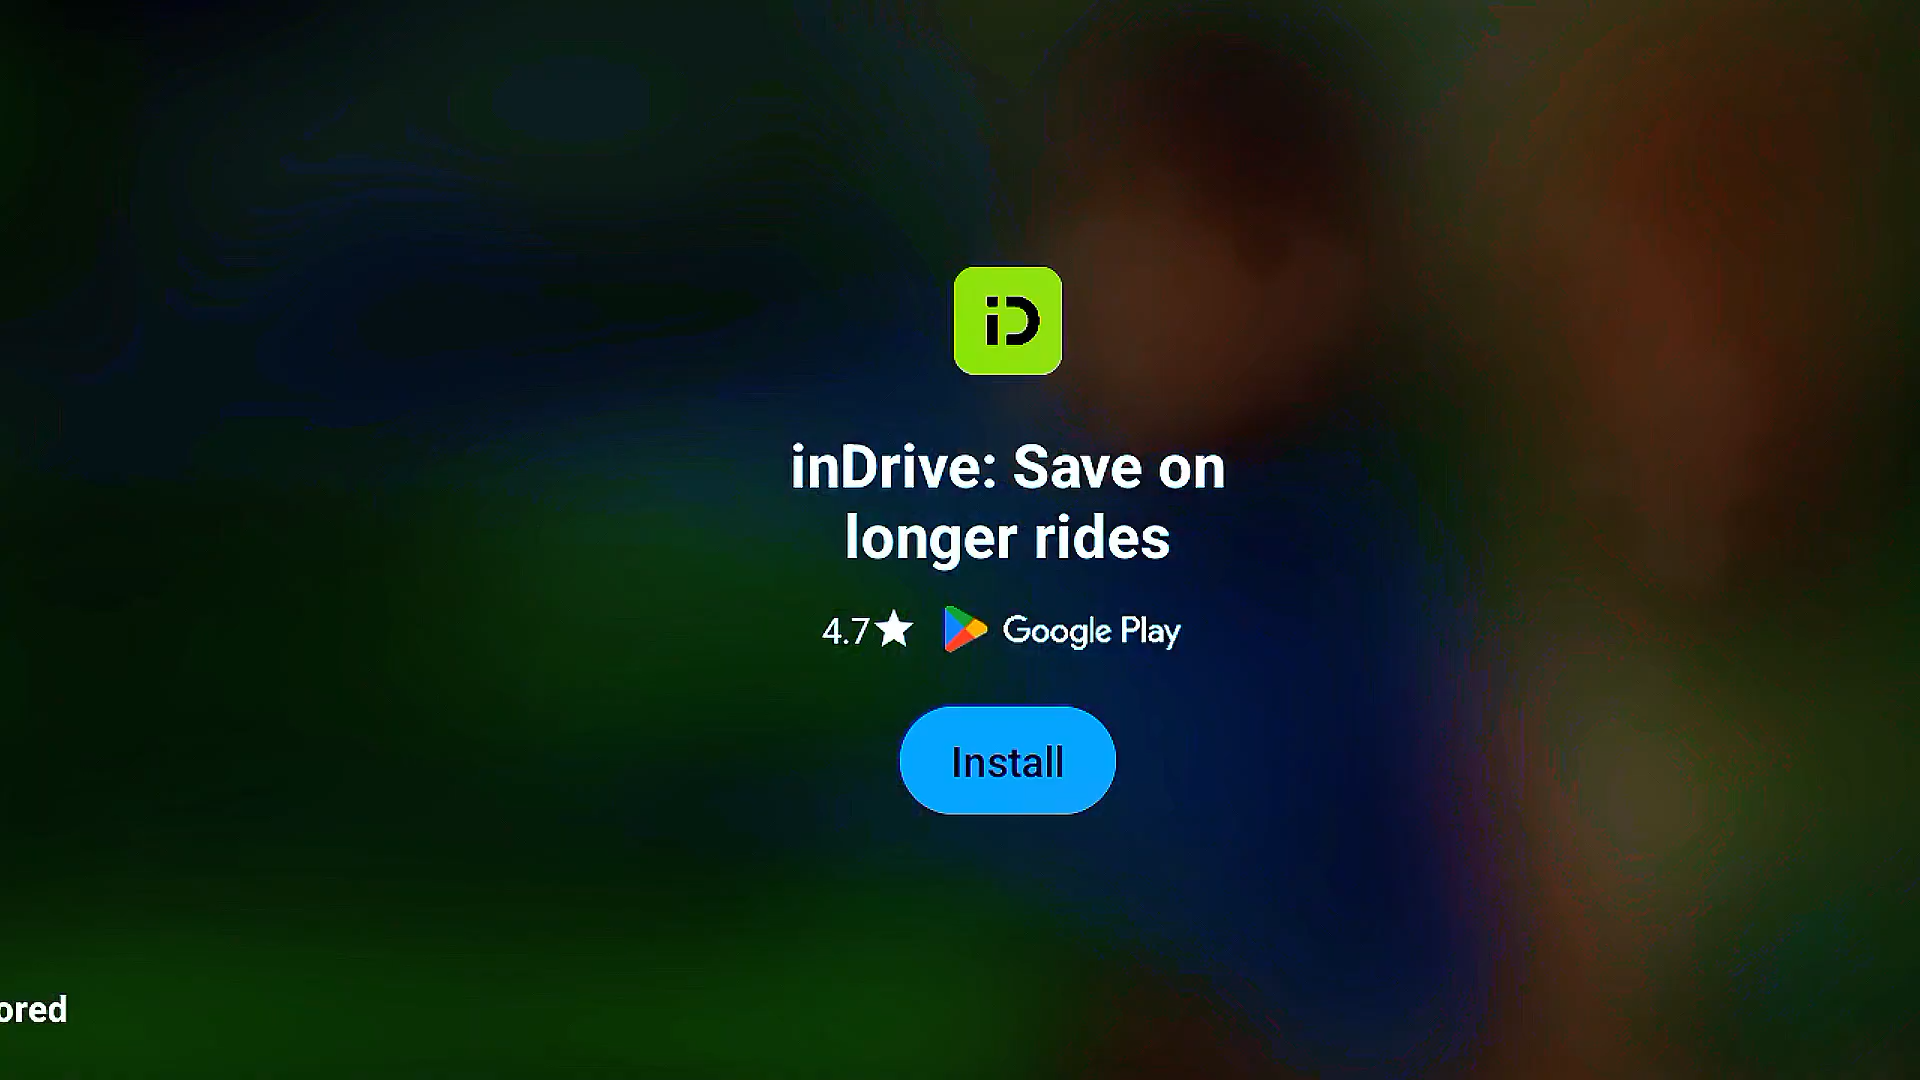 iD
inDrive: Save on
longer rides
4.7★ Google Play
Install
ored